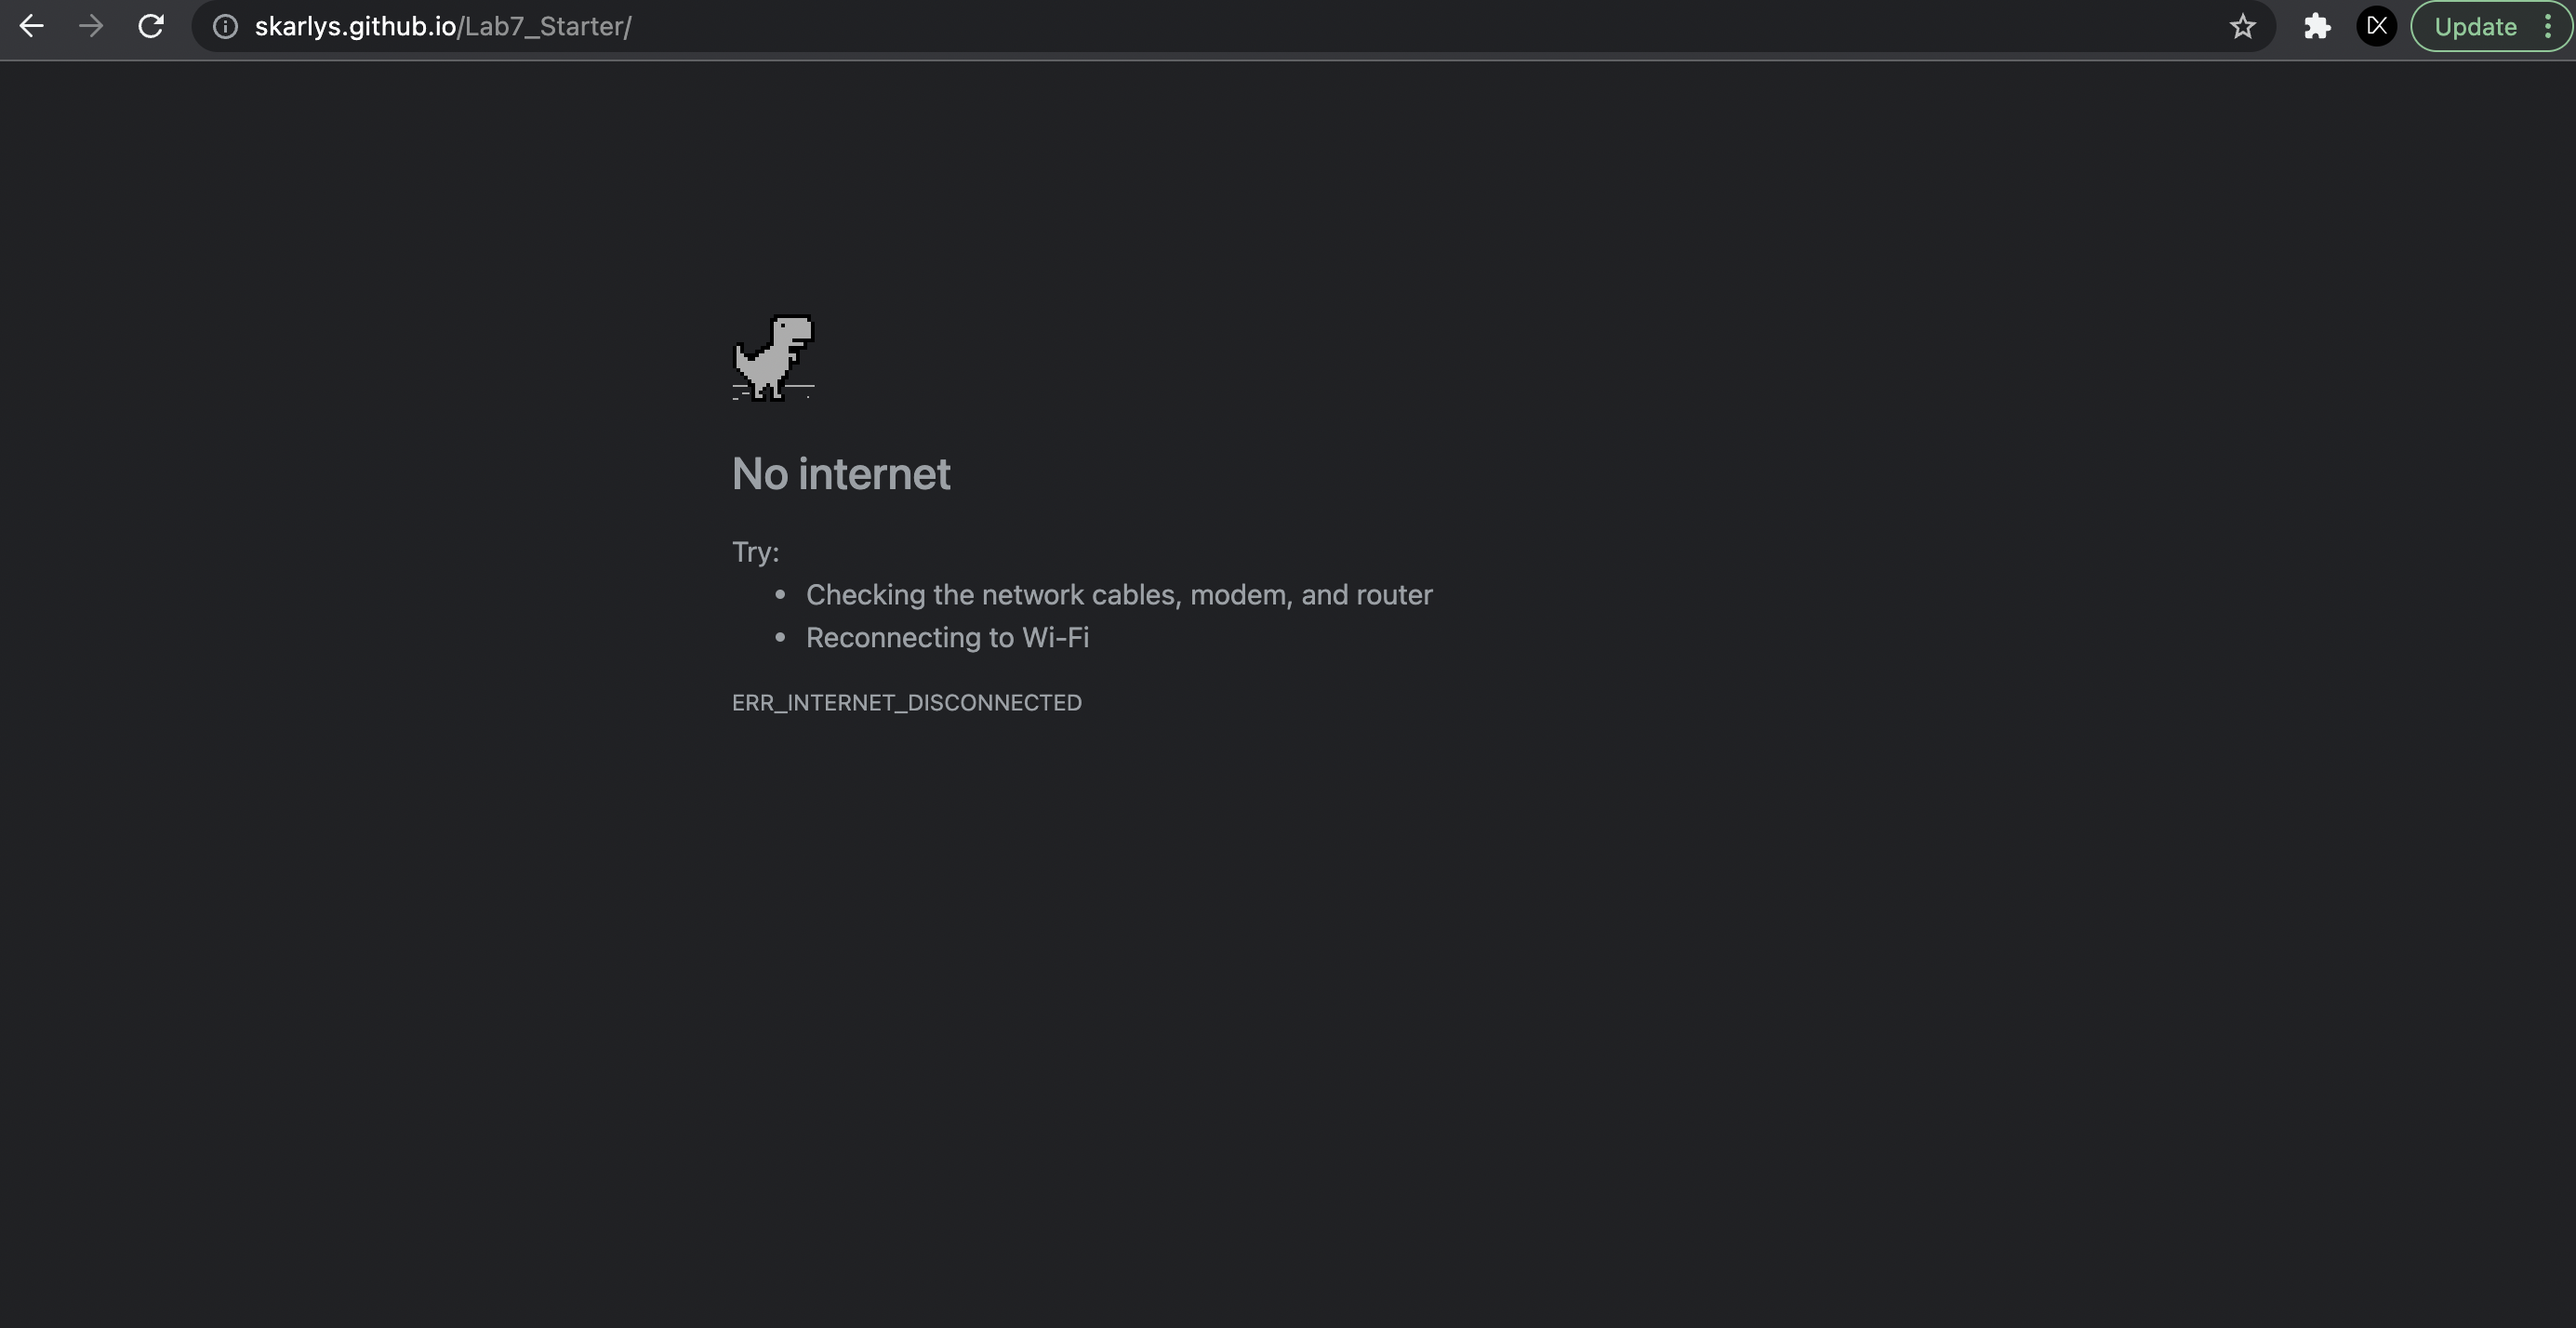 skarlys.github.io/Lab7_Starter/
Update
No internet
Try:
• Checking the network cables, modem, and router
• Reconnecting to Wi-Fi
ERR_INTERNET_DISCONNECTED